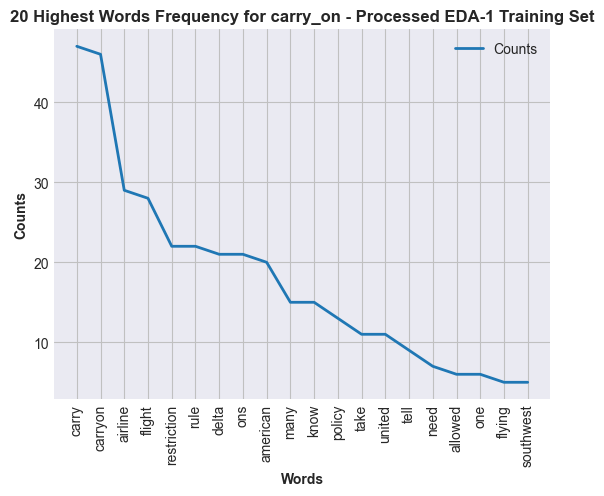 20 Highest Words Frequency for carry_on - Processed EDA-1 Training Set
Counts
40
30
20
10
Counts
carry
carryon
airline
flight
restriction
rule
delta
ons
american
many
know
policy
take
united
tell
need
allowed
one
flying
southwest
Words